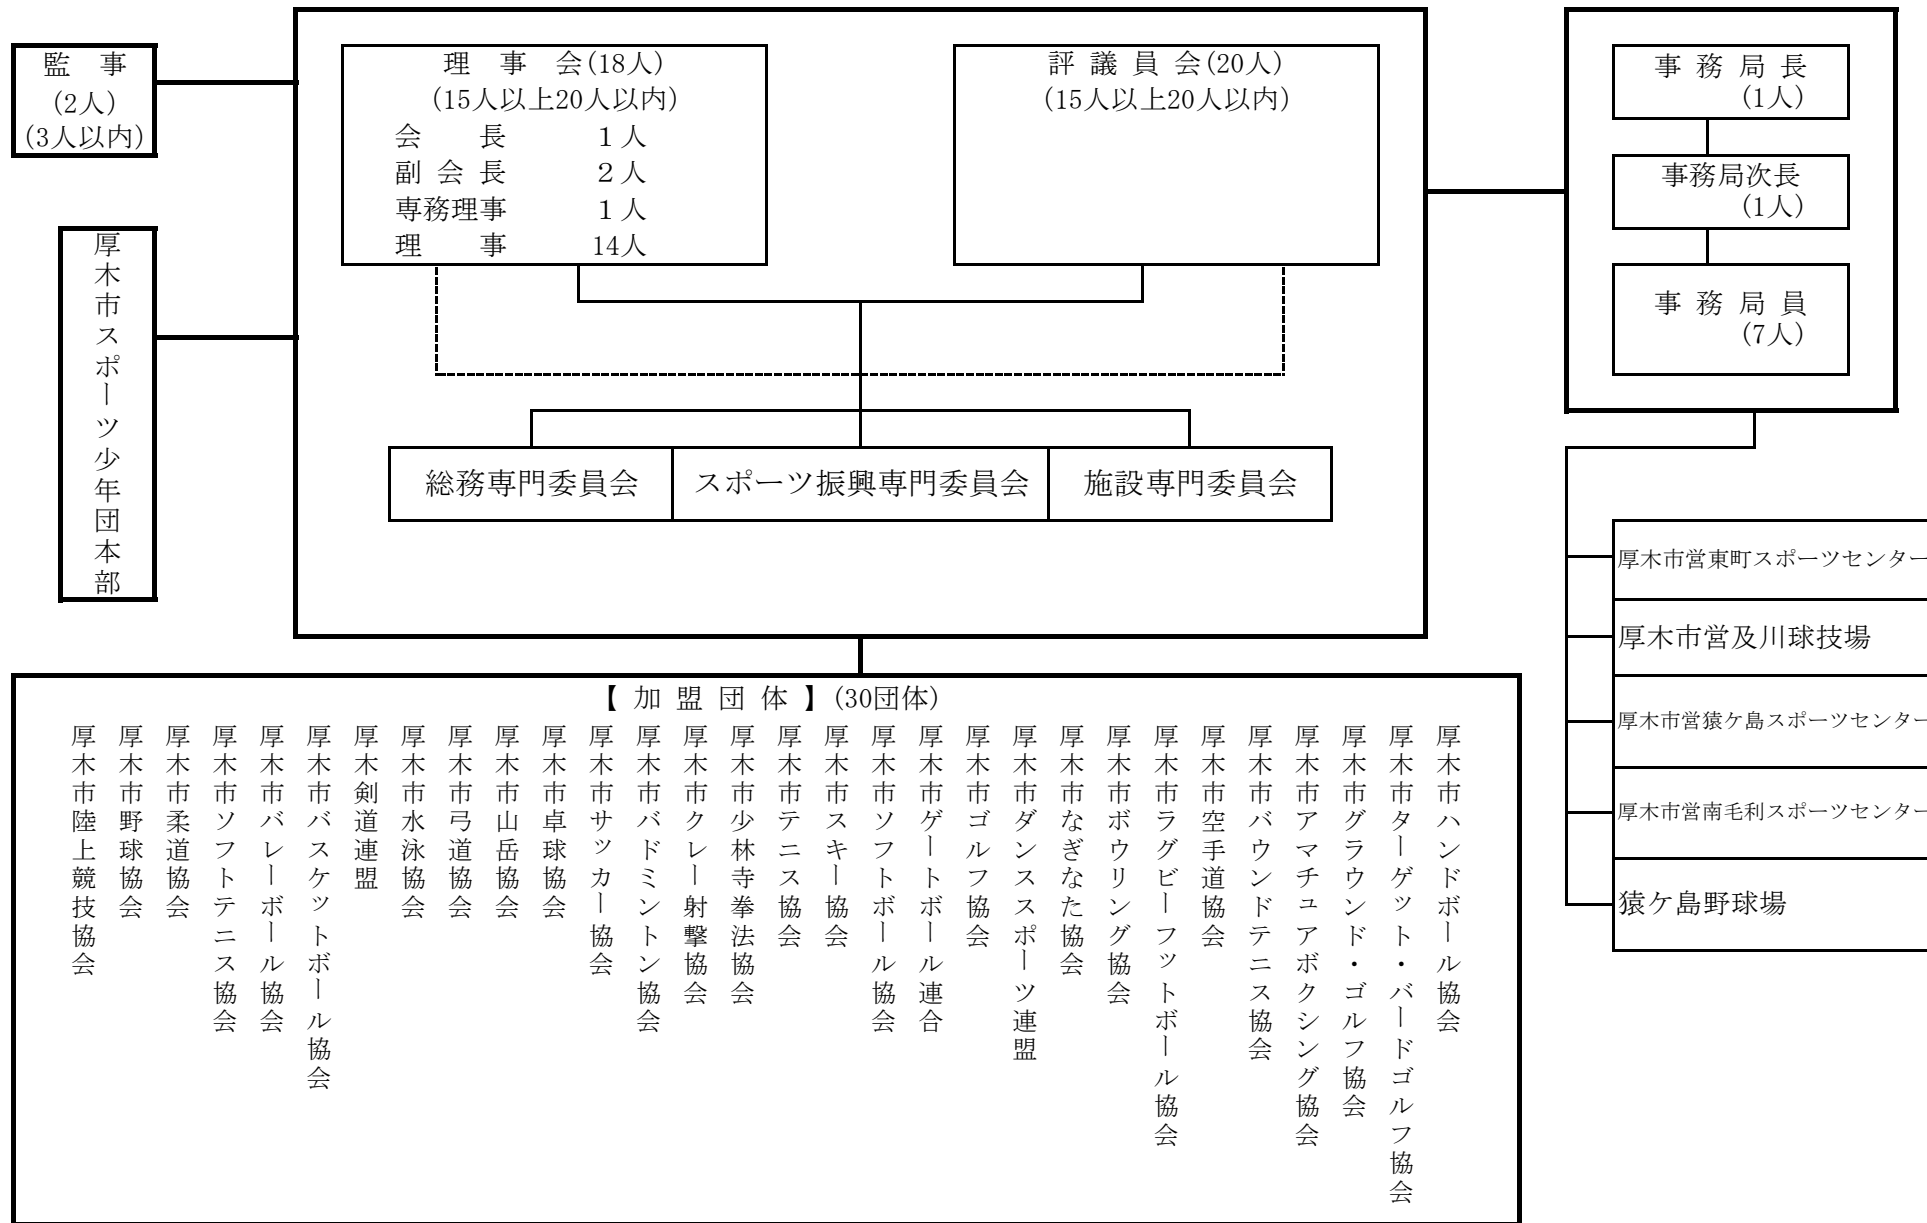 監　事
(2人)
(3人以内)
厚木市スポーツ少年団本部
理　事　会(18人)
(15人以上20人以内)
会　　長　　　1人
副 会 長　　　2人
専務理事　　　1人
理　　事　　　14人
評 議 員 会(20人)
(15人以上20人以内)
総務専門委員会
スポーツ振興専門委員会
施設専門委員会
事 務 局 長
(1人)
事務局次長
(1人)
事 務 局 員
(7人)
厚木市営東町スポーツセンター
厚木市営及川球技場
厚木市営猿ケ島スポーツセンター
厚木市営南毛利スポーツセンター
猿ケ島野球場
【 加 盟 団 体 】(30団体)
厚木市陸上競技協会
厚木市野球協会
厚木市柔道協会
厚木市ソフトテニス協会
厚木市バレーボール協会
厚木市バスケットボール協会
厚木剣道連盟
厚木市水泳協会
厚木市弓道協会
厚木市山岳協会
厚木市卓球協会
厚木市サッカー協会
厚木市バドミントン協会
厚木市クレー射撃協会
厚木市少林寺拳法協会
厚木市テニス協会
厚木市スキー協会
厚木市ソフトボール協会
厚木市ゲートボール連合
厚木市ゴルフ協会
厚木市ダンススポーツ連盟
厚木市なぎなた協会
厚木市ボウリング協会
厚木市ラグビーフットボール協会
厚木市空手道協会
厚木市バウンドテニス協会
厚木市アマチュアボクシング協会
厚木市グラウンド・ゴルフ協会
厚木市ターゲット・バードゴルフ協会
厚木市ハンドボール協会